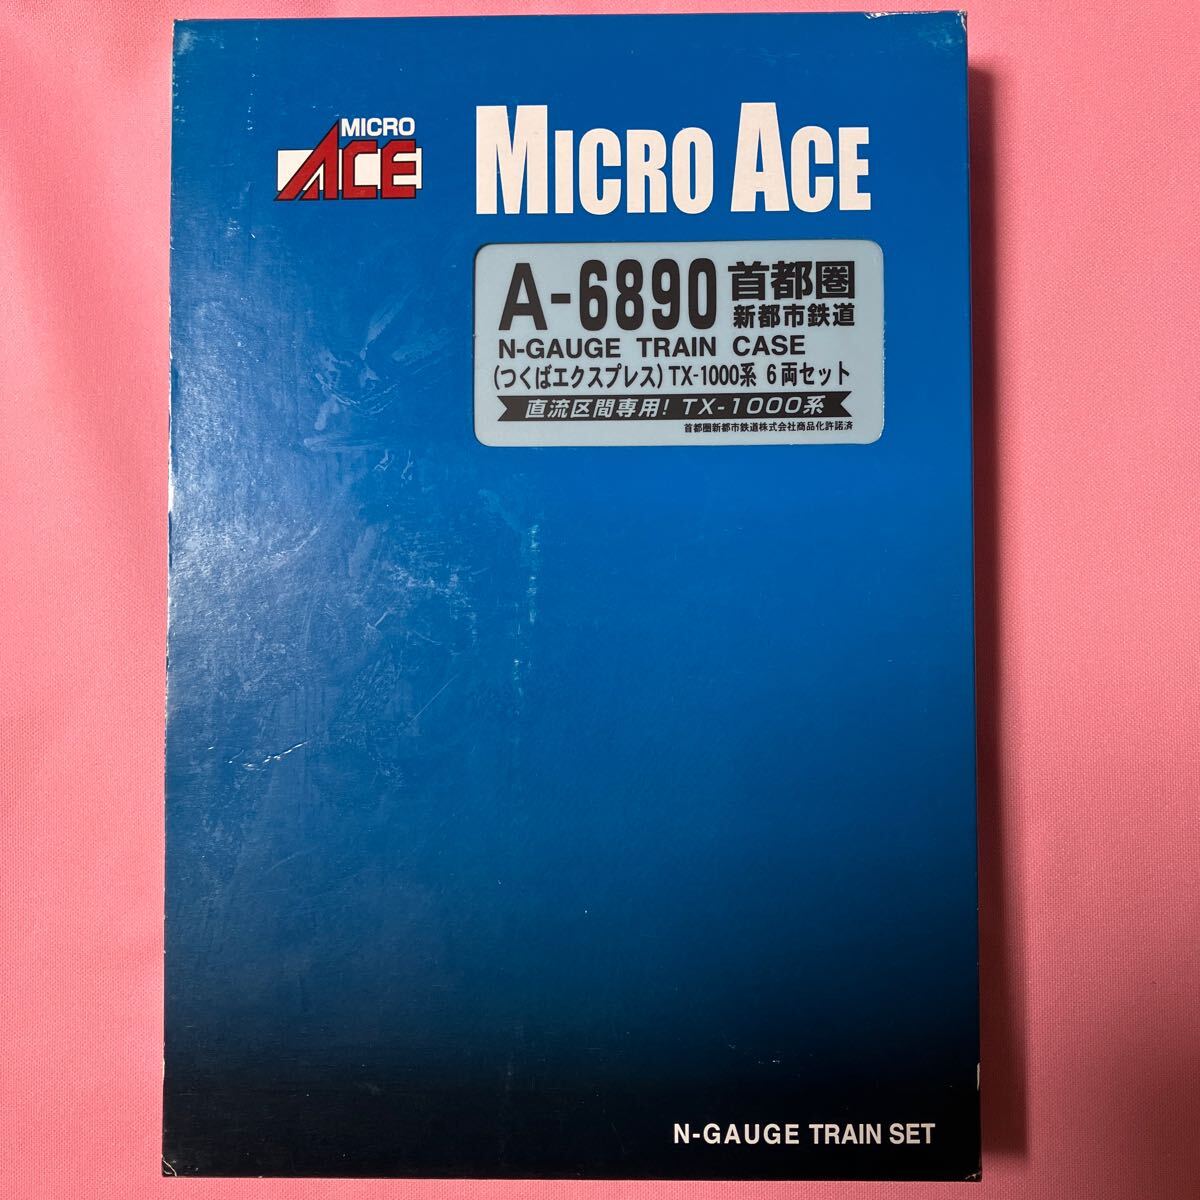 MICRO
ACE
MICRO ACE
A-6890 首都圏
新都市鉄道
N-GAUGE TRAIN CASE
(つくばエクスプレス) TX-1000系 6両セット
直流区間専用! TX-1000系
首都圏新都市鉄道株式会社商品化許諾済
N-GAUGE TRAIN SET